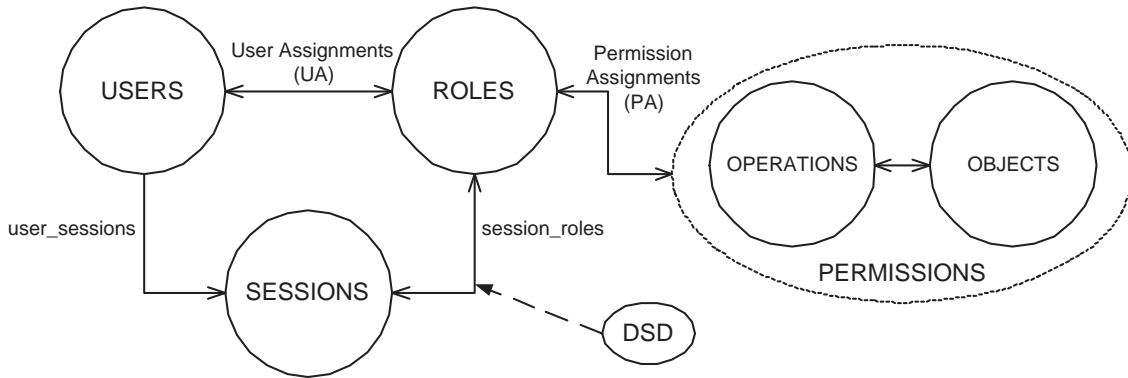 USERS
User Assignments
(UA)
ROLES
Permission
Assignments
(PA)
OPERATIONS
OBJECTS
PERMISSIONS
user_sessions
session_roles
SESSIONS
DSD